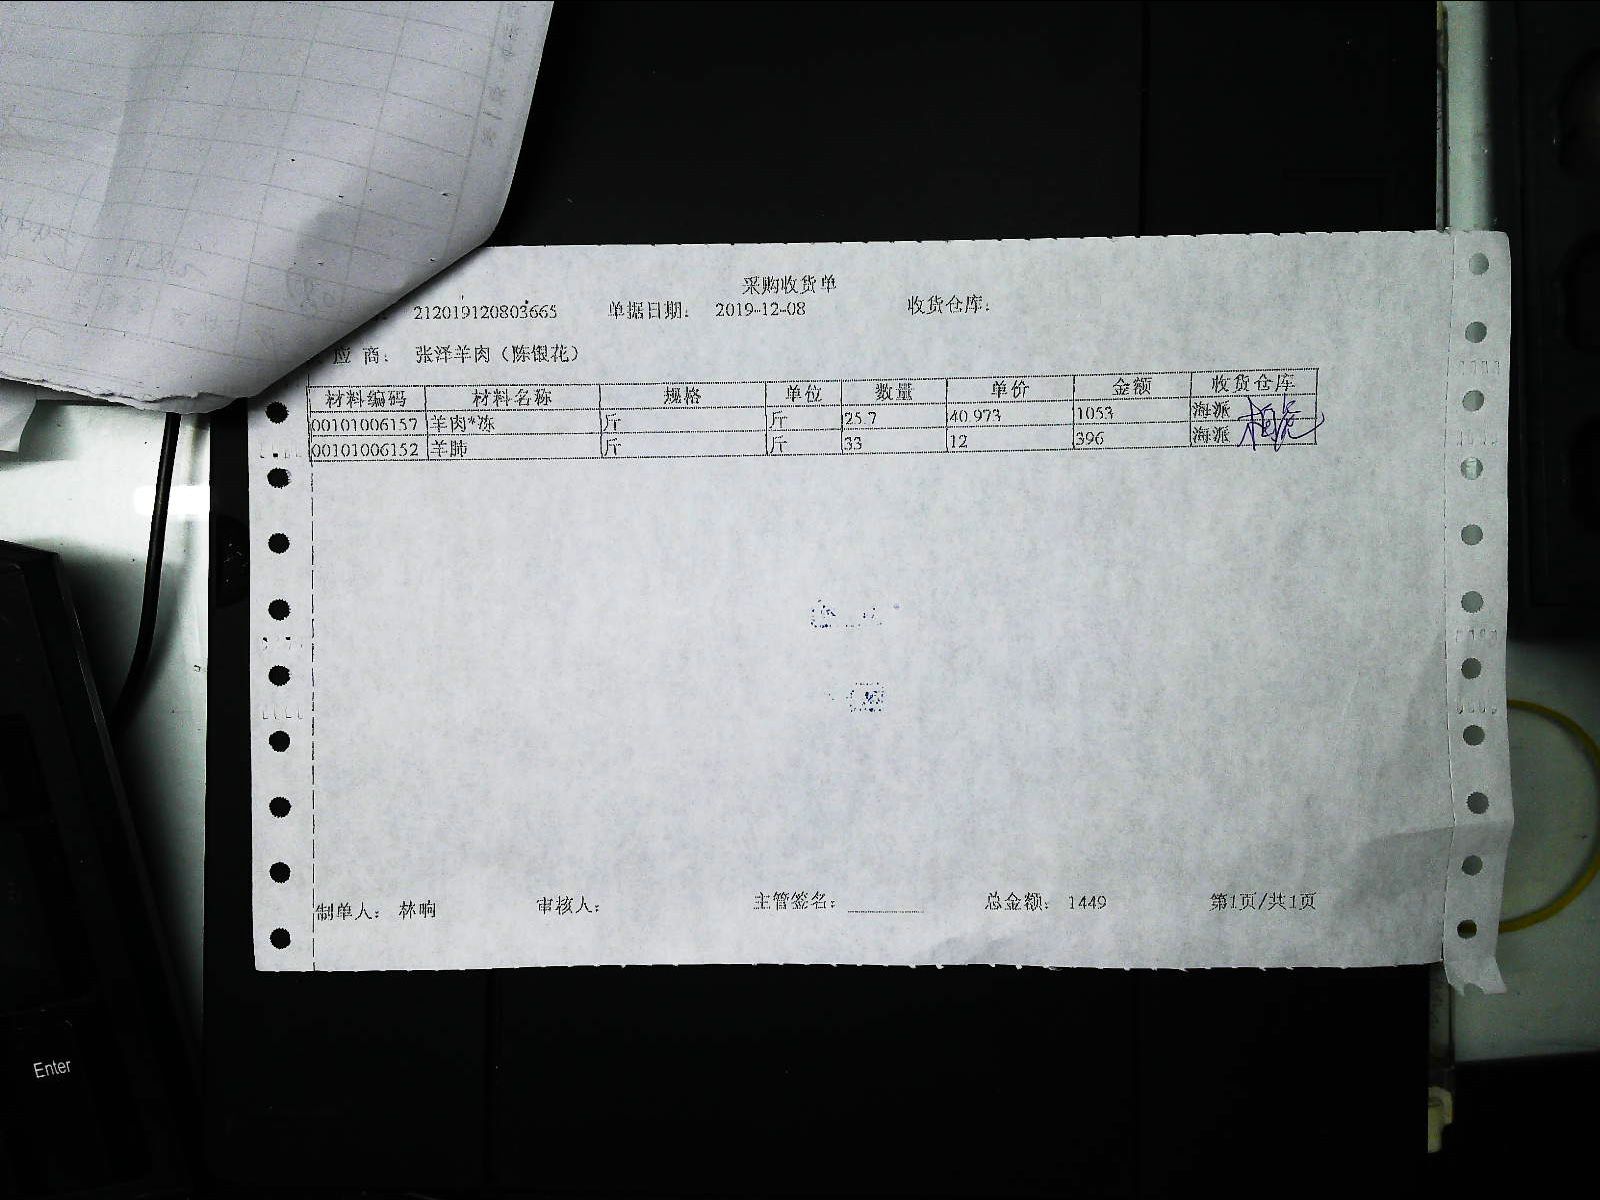 采购收货单
212019120803665 单据日期： 2019-12-08 收货仓库：
应 商： 张泽羊肉（陈银花）
材料编码 材料名称 规格 单位 数量 单价 金额 收货仓库
00101006157 羊肉*冻 斤 斤 25.7 40.973 1053 海派
00101006152 羊肺 斤 斤 33 12 396 海派
制单人： 林响 审核人： 主管签名： 总金额： 1449 第1页/共1页
Enter